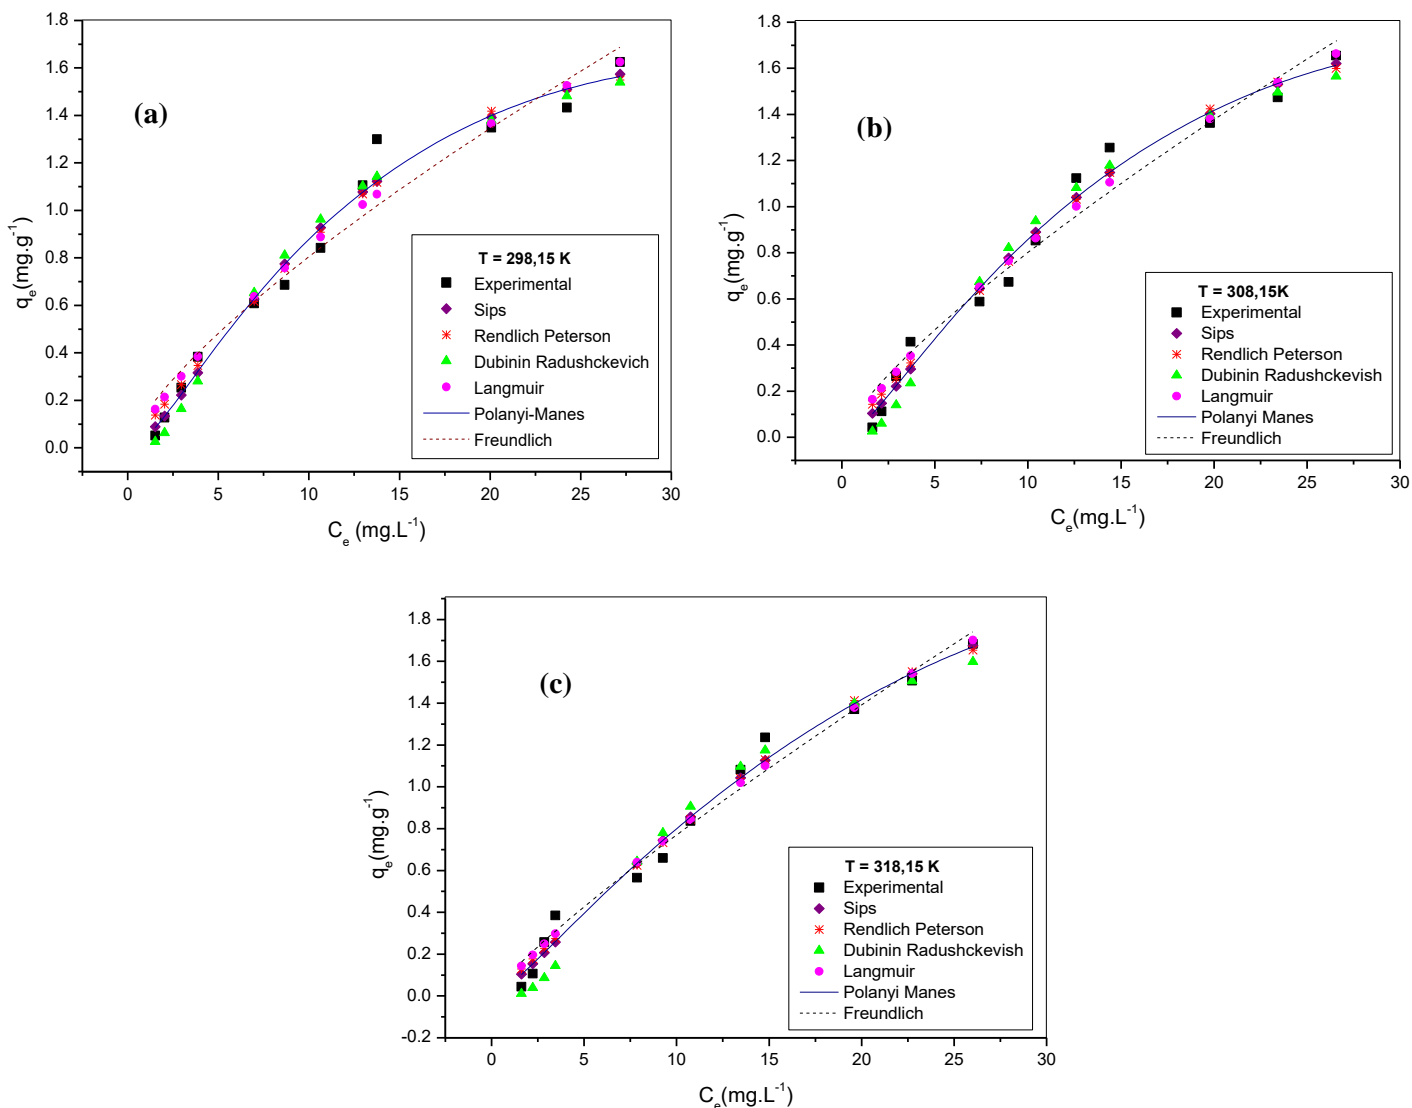 (a)
q_e (mg.g^-1)
1.8
1.6
1.4
1.2
1.0
0.8
0.6
0.4
0.2
0.0
T = 298,15 K
Experimental
Sips
Rendlich Peterson
Dubinin Radushckevich
Langmuir
Polanyi-Manes
Freundlich
0 5 10 15 20 25 30
C_e (mg.L^-1)
(b)
q_e (mg.g^-1)
1.8
1.6
1.4
1.2
1.0
0.8
0.6
0.4
0.2
0.0
T = 308,15K
Experimental
Sips
Rendlich Peterson
Dubinin Radushckevish
Langmuir
Polanyi Manes
Freundlich
0 5 10 15 20 25 30
C_e(mg.L^-1)
(c)
q_e(mg.g^-1)
1.8
1.6
1.4
1.2
1.0
0.8
0.6
0.4
0.2
0.0
-0.2
T = 318,15 K
Experimental
Sips
Rendlich Peterson
Dubinin Radushckevish
Langmuir
Polanyi Manes
Freundlich
0 5 10 15 20 25 30
C_e(mg.L^-1)